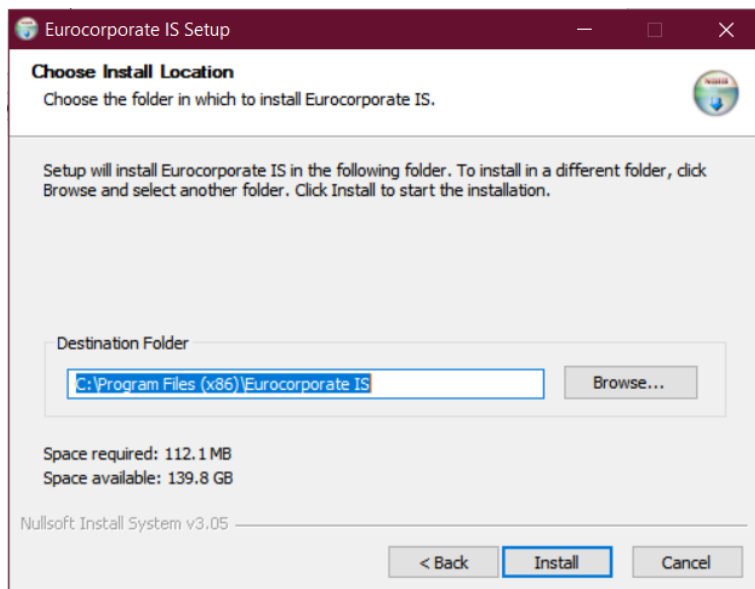 Eurocorporate IS Setup
Choose Install Location
Choose the folder in which to install Eurocorporate IS.
Setup will install Eurocorporate IS in the following folder. To install in a different folder, click
Browse and select another folder. Click Install to start the installation.
Destination Folder
C:\Program Files (x86)\Eurocorporate IS
Browse...
Space required: 112.1 MB
Space available: 139.8 GB
Nullsoft Install System v3.05
< Back
Install
Cancel